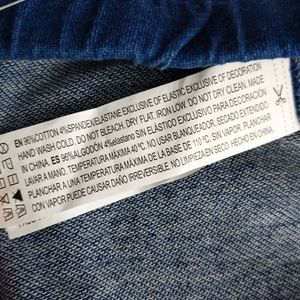 EN 96%COTTON 4%SPANDEX/ELASTANE EXCLUSIVE OF ELASTIC EXCLUSIVE OF DECORATION
HAND WASH COLD. DO NOT BLEACH. DRY FLAT. IRON LOW. DO NOT DRY CLEAN. MADE
IN CHINA. ES 96%ALGODÓN 4%elastano SIN ELASTICO EXCLUSIVO PARA DECORACIÓN
LAVAR A MANO. TEMPERATURA MÁXIMA 40 ºC. NO USAR BLANQUEADOR. SECADO EXTENDIDO.
PLANCHAR A UNA TEMPERATURA MÁXIMA DE LA BASE DE 110 ºC. SIN VAPOR.
PLANCHAR A VAPOR PUEDE CAUSAR DAÑO IRREVERSIBLE. NO LIMPIEZA EN SECO. HECHO EN